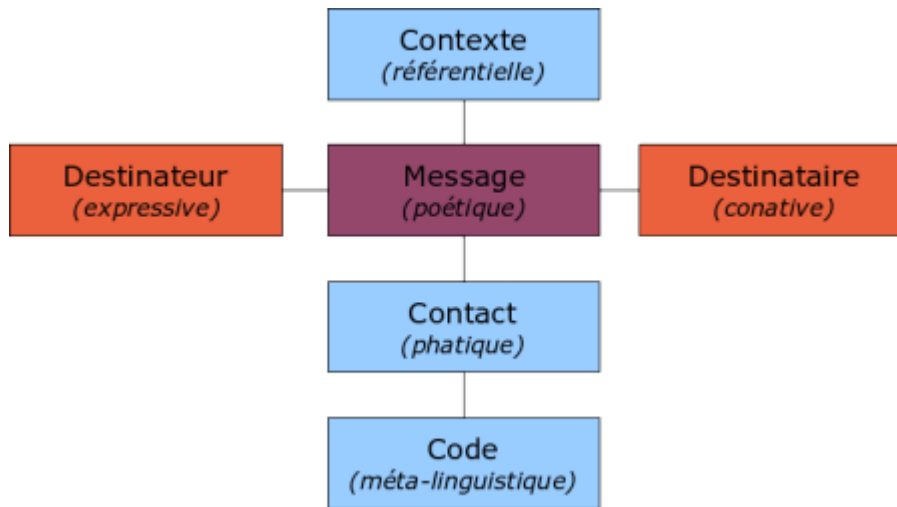 Contexte
(référentielle)
Destinateur
(expressive)
Message
(poétique)
Destinataire
(conative)
Contact
(phatique)
Code
(méta-linguistique)